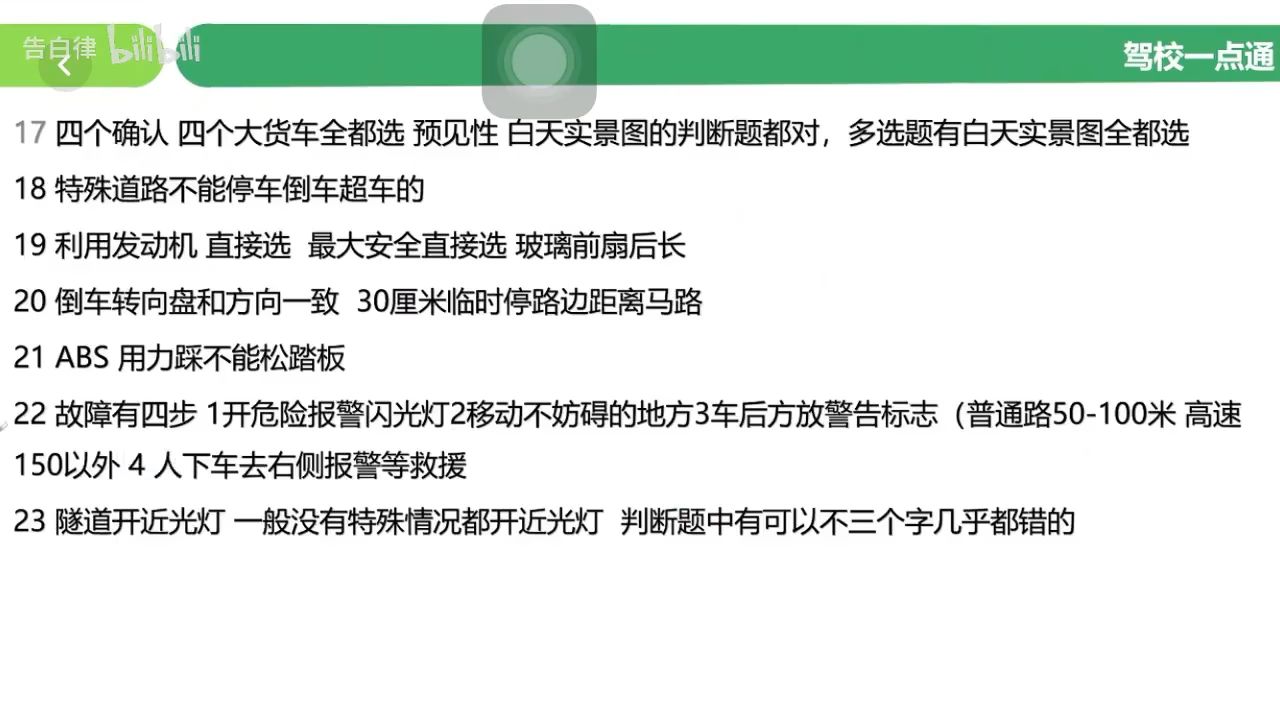 告白律 bilibili
驾校一点通
17 四个确认 四个大货车全都选 预见性 白天实景图的判断题都对，多选题有白天实景图全都选
18 特殊道路不能停车倒车超车的
19 利用发动机 直接选 最大安全直接选 玻璃前扇后长
20 倒车转向盘和方向一致 30厘米临时停路边距离马路
21 ABS 用力踩不能松踏板
22 故障有四步 1开危险报警闪光灯2移动不妨碍的地方3车后方放警告标志（普通路50-100米 高速
150以外 4 人下车去右侧报警等救援
23 隧道开近光灯 一般没有特殊情况都开近光灯 判断题中有可以不三个字几乎都错的